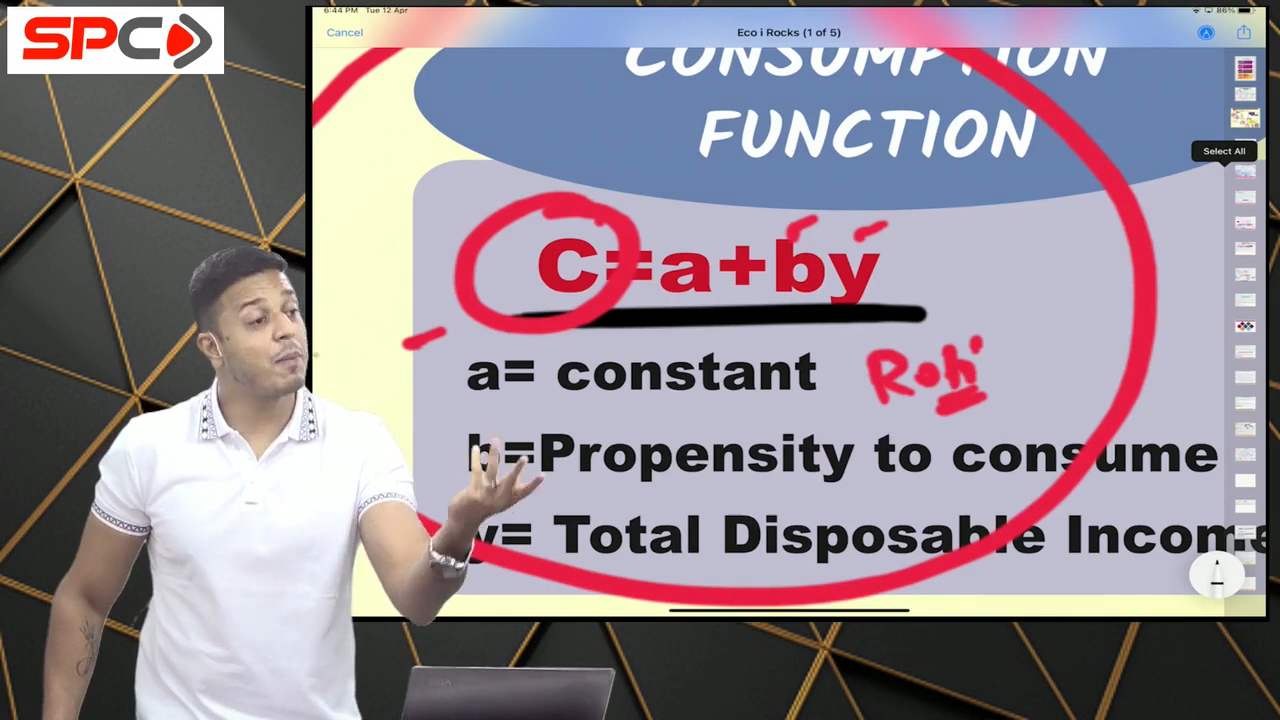 SPC
6:44 PM Tue 12 Apr
86%
Cancel
Eco i Rocks (1 of 5)
CONSUMPTION
FUNCTION
Select All
C=a+by
a= constant
Roh
b=Propensity to consume
y= Total Disposable Income